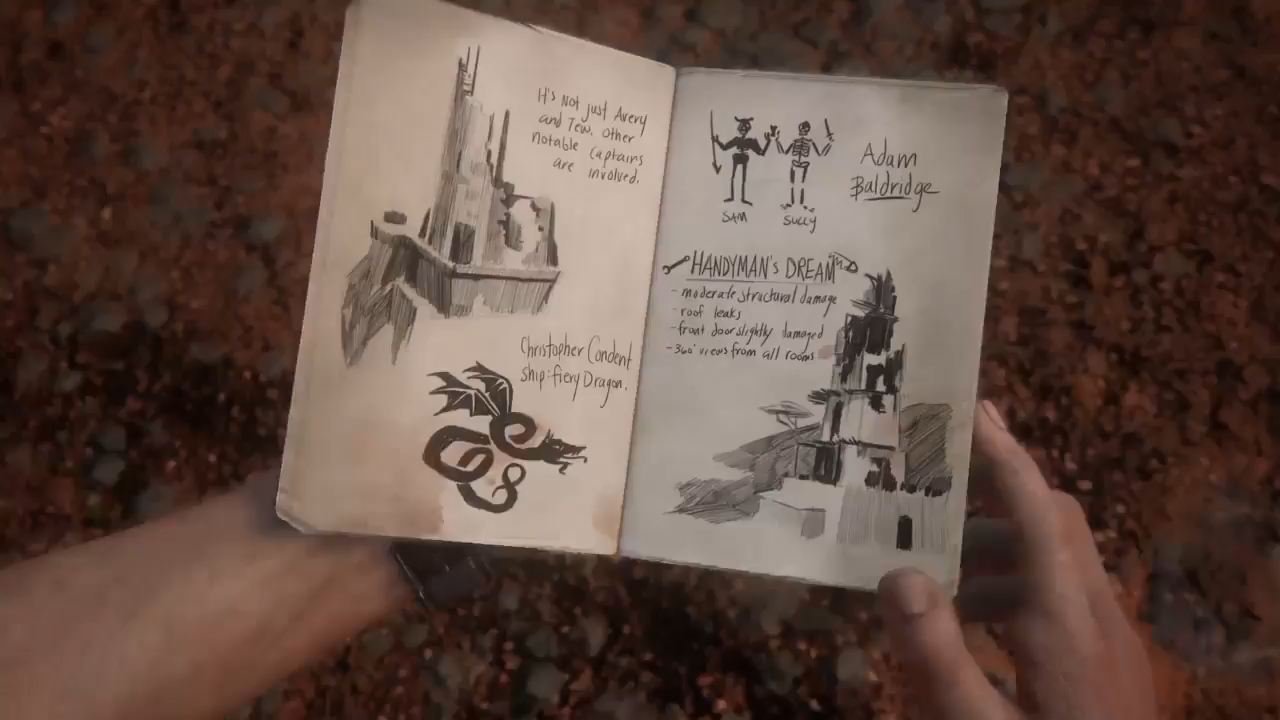 It's Not just Avery
and Tew. Other
notable Captains
are involved.
Christopher Condent
ship: fiery Dragon.
SAM
SULLY
Adam
Baldridge
HANDYMAN'S DREAM
- moderate structural damage
- roof leaks
- front door slightly damaged
- 360° views from all rooms